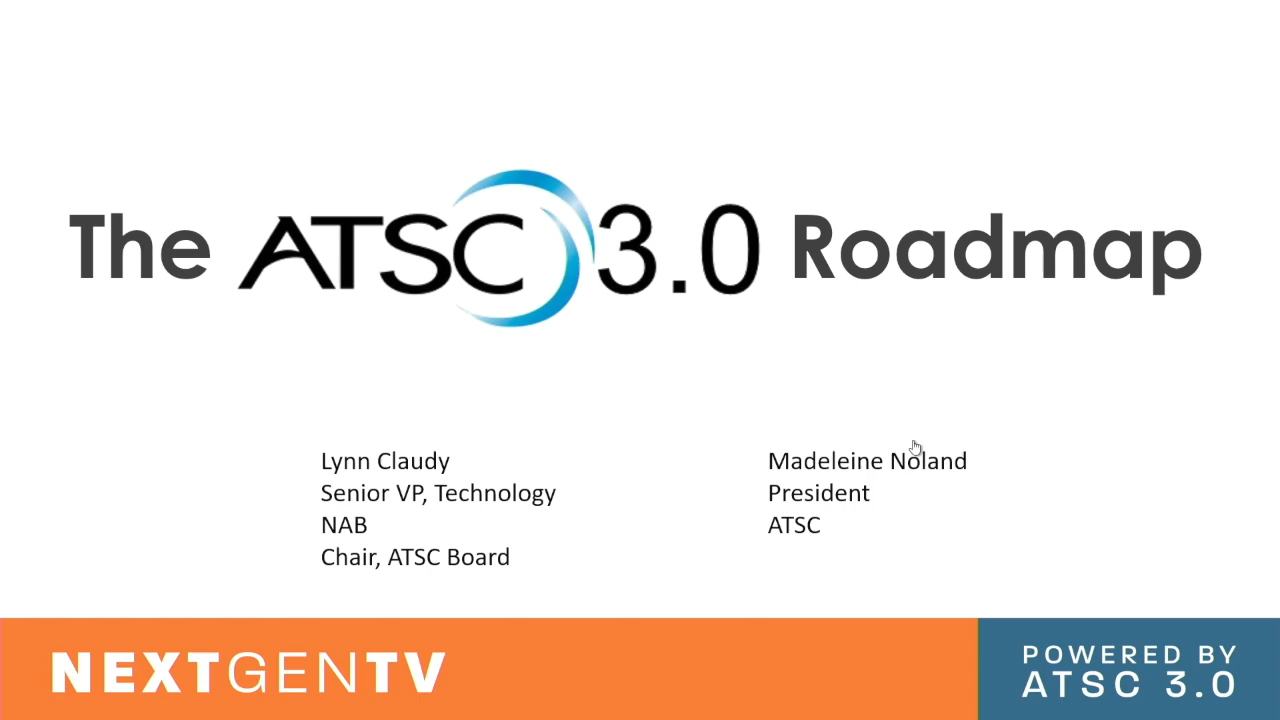 The ATSC 3.0 Roadmap
Lynn Claudy
Senior VP, Technology
NAB
Chair, ATSC Board
Madeleine Noland
President
ATSC
NEXTGENTV
POWERED BY
ATSC 3.0